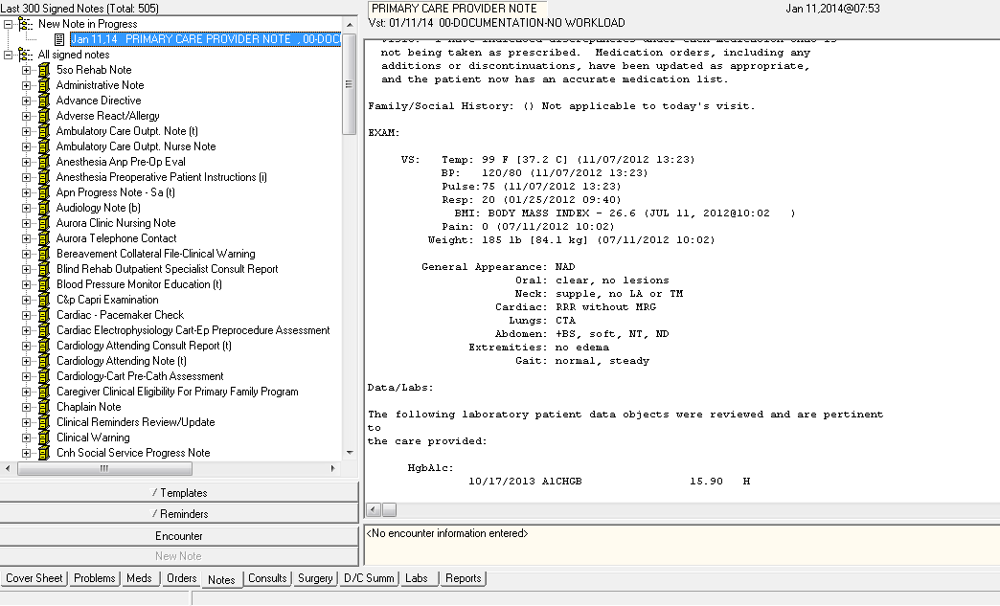 Last 300 Signed Notes (Total: 505)
New Note in Progress
Jan 11,14 PRIMARY CARE PROVIDER NOTE , 00-DOC
All signed notes
5so Rehab Note
Administrative Note
Advance Directive
Adverse React/Allergy
Ambulatory Care Outpt. Note (t)
Ambulatory Care Outpt. Nurse Note
Anesthesia Anp Pre-Op Eval
Anesthesia Preoperative Patient Instructions (i)
Apn Progress Note - Sa (t)
Audiology Note (b)
Aurora Clinic Nursing Note
Aurora Telephone Contact
Bereavement Collateral File-Clinical Warning
Blind Rehab Outpatient Specialist Consult Report
Blood Pressure Monitor Education (t)
C&p Capri Examination
Cardiac - Pacemaker Check
Cardiac Electrophysiology Cart-Ep Preprocedure Assessment
Cardiology Attending Consult Report (t)
Cardiology Attending Note (t)
Cardiology-Cart Pre-Cath Assessment
Caregiver Clinical Eligibility For Primary Family Program
Chaplain Note
Clinical Reminders Review/Update
Clinical Warning
Cnh Social Service Progress Note
/ Templates
/ Reminders
Encounter
New Note
PRIMARY CARE PROVIDER NOTE Jan 11,2014@07:53
Vst: 01/11/14 00-DOCUMENTATION-NO WORKLOAD
not being taken as prescribed. Medication orders, including any
additions or discontinuations, have been updated as appropriate,
and the patient now has an accurate medication list.
Family/Social History: () Not applicable to today's visit.
EXAM:
VS: Temp: 99 F [37.2 C] (11/07/2012 13:23)
BP: 120/80 (11/07/2012 13:23)
Pulse:75 (11/07/2012 13:23)
Resp: 20 (01/25/2012 09:40)
BMI: BODY MASS INDEX - 26.6 (JUL 11, 2012@10:02 )
Pain: 0 (07/11/2012 10:02)
Weight: 185 lb [84.1 kg] (07/11/2012 10:02)
General Appearance: NAD
Oral: clear, no lesions
Neck: supple, no LA or TM
Cardiac: RRR without MRG
Lungs: CTA
Abdomen: +BS, soft, NT, ND
Extremities: no edema
Gait: normal, steady
Data/Labs:
The following laboratory patient data objects were reviewed and are pertinent
to
the care provided:
HgbA1c:
10/17/2013 A1CHGB 15.90 H
<No encounter information entered>
Cover Sheet Problems Meds Orders Notes Consults Surgery D/C Summ Labs Reports